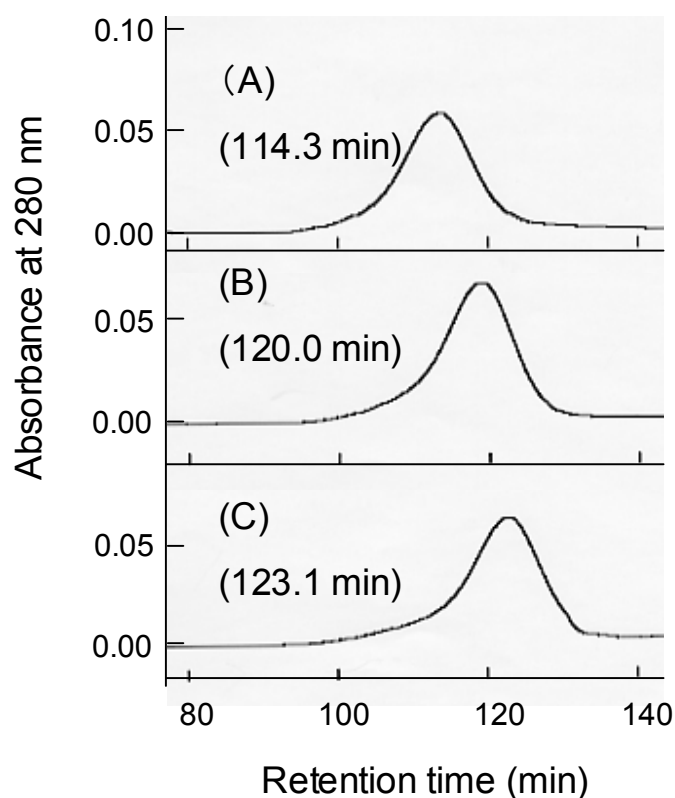 Absorbance at 280 nm
0.10
(A)
0.05
(114.3 min)
0.00
(B)
0.05
(120.0 min)
0.00
(C)
0.05
(123.1 min)
0.00
80 100 120 140
Retention time (min)